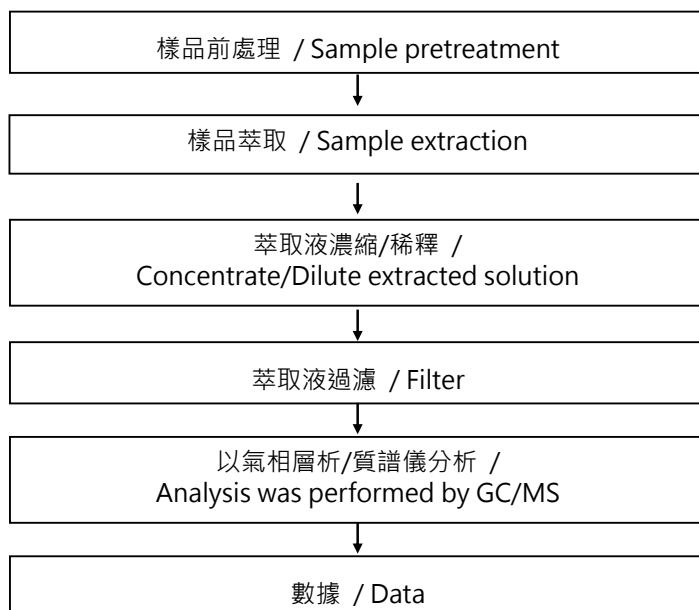 樣品前處理 / Sample pretreatment
樣品萃取 / Sample extraction
萃取液濃縮/稀釋 /
Concentrate/Dilute extracted solution
萃取液過濾 / Filter
以氣相層析/質譜儀分析 /
Analysis was performed by GC/MS
數據 / Data